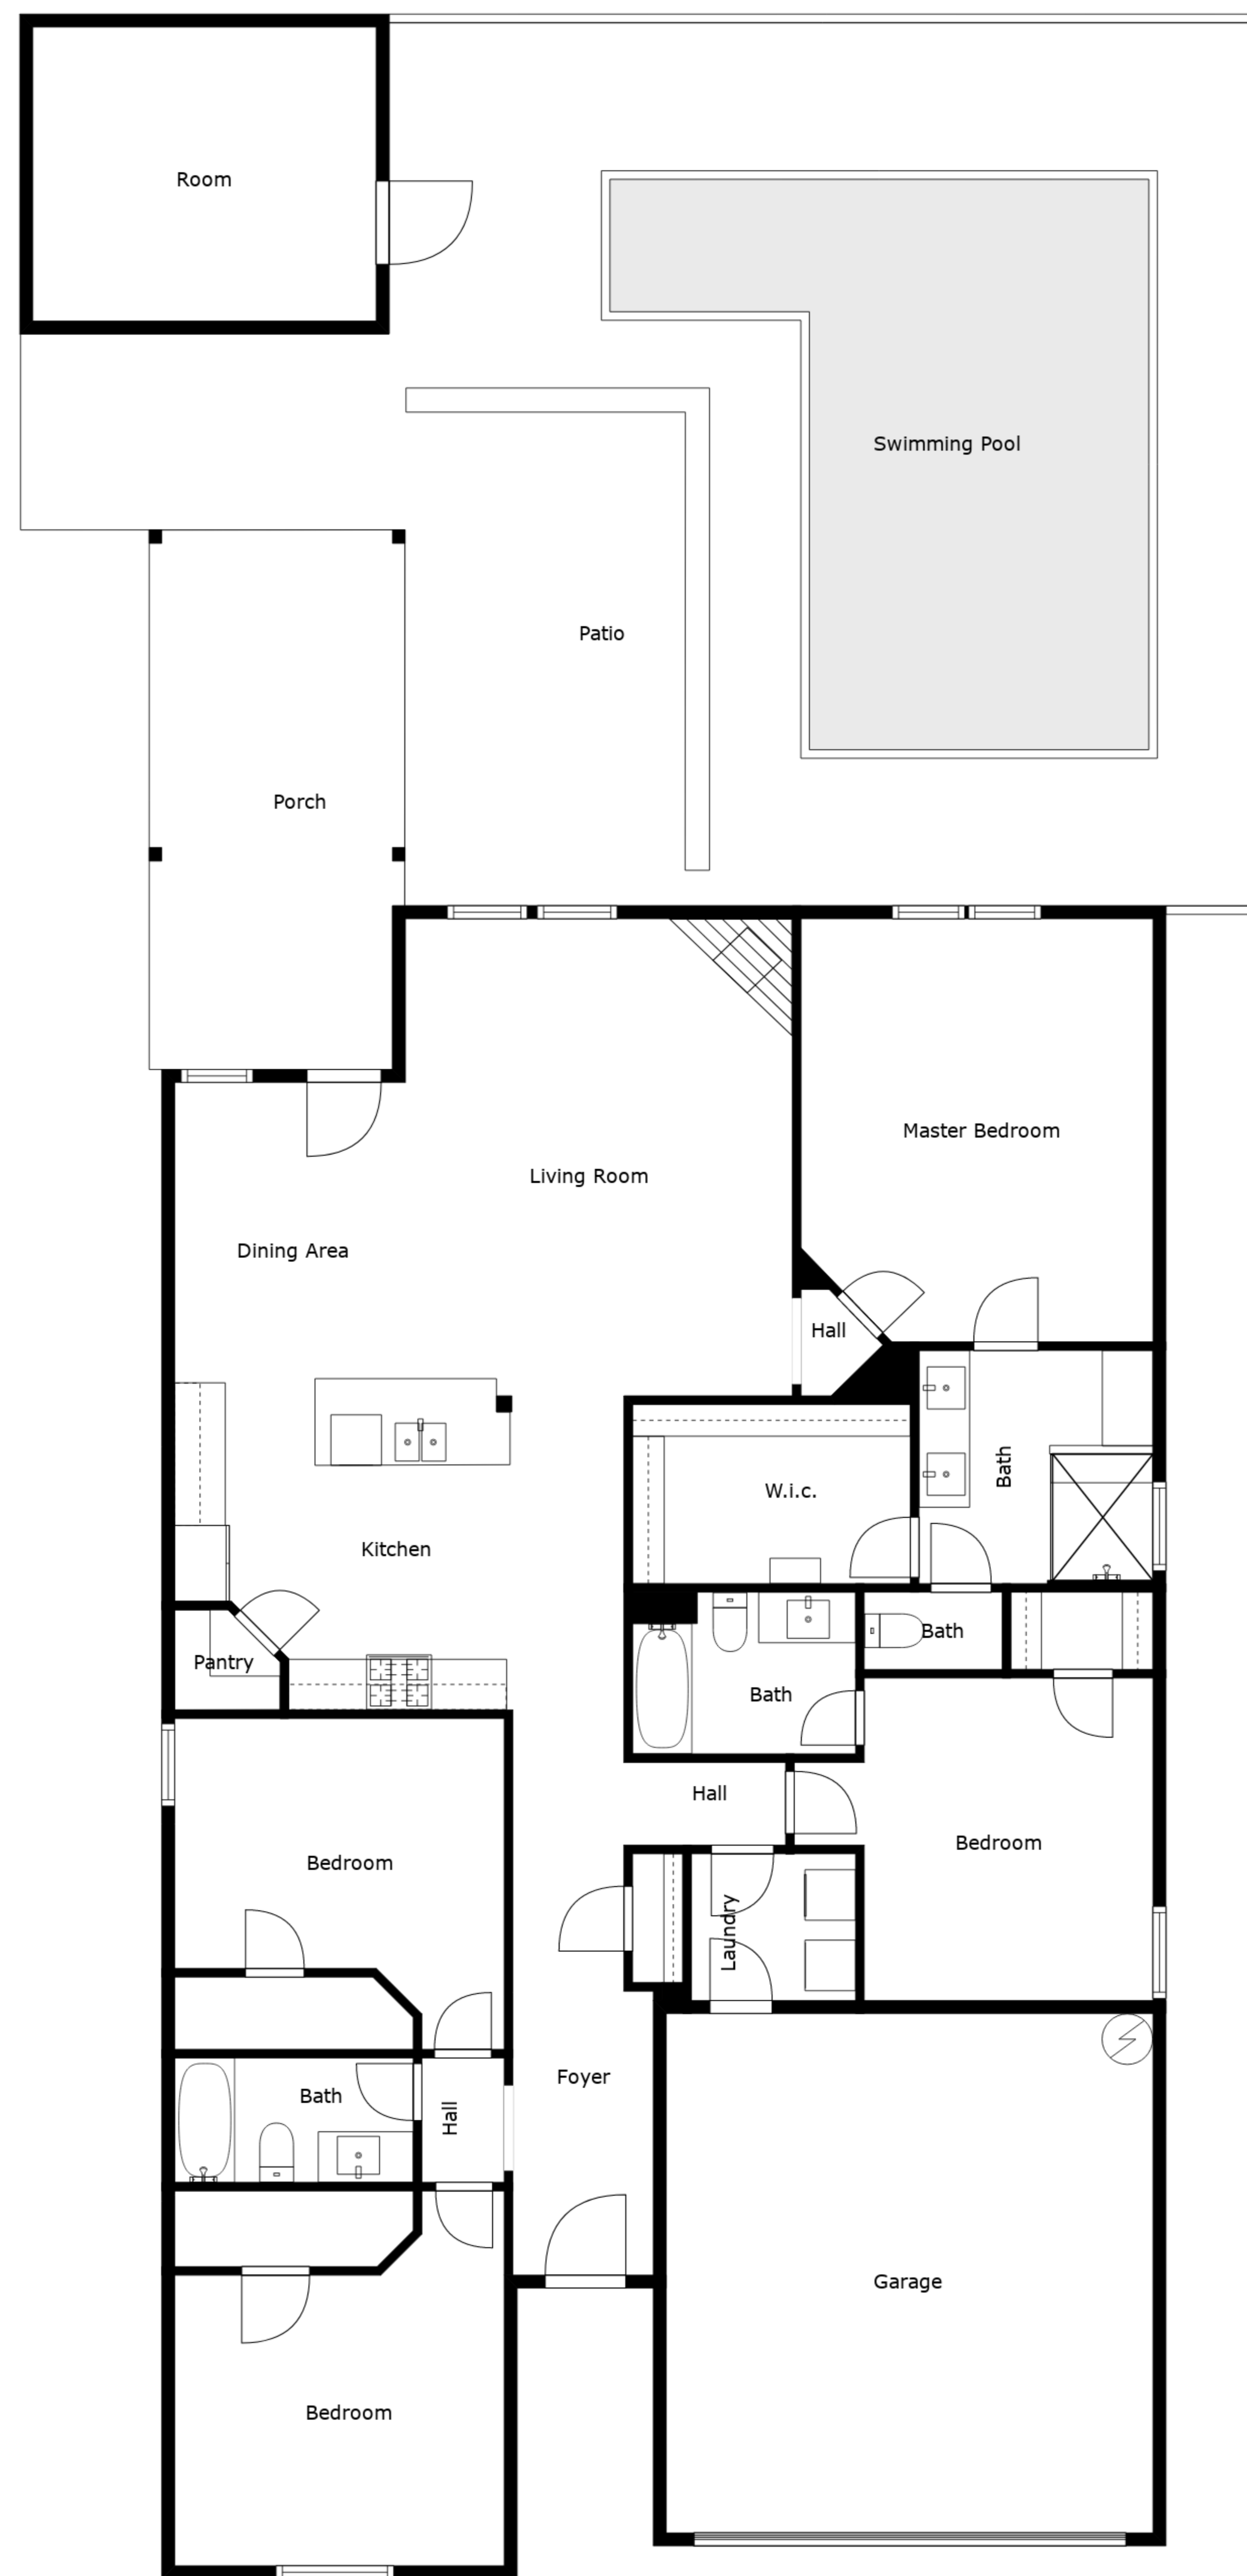 Room
Swimming Pool
Patio
Porch
Master Bedroom
Living Room
Dining Area
Hall
Bath
W.i.c.
Kitchen
Bath
Pantry
Bath
Hall
Bedroom
Bedroom
Laundry
Foyer
Bath
Hall
Garage
Bedroom